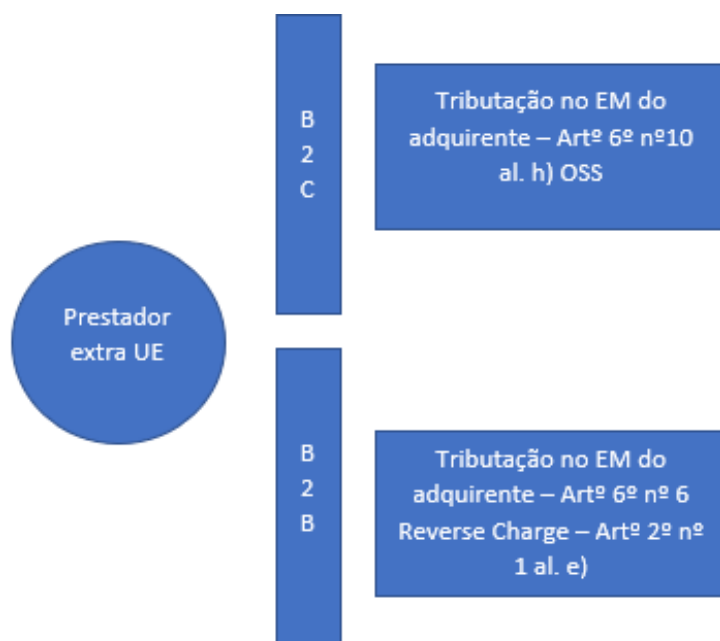 Prestador
extra UE
B
2
C
Tributação no EM do
adquirente – Artº 6º nº10
al. h) OSS
B
2
B
Tributação no EM do
adquirente – Artº 6º nº 6
Reverse Charge – Artº 2º nº
1 al. e)